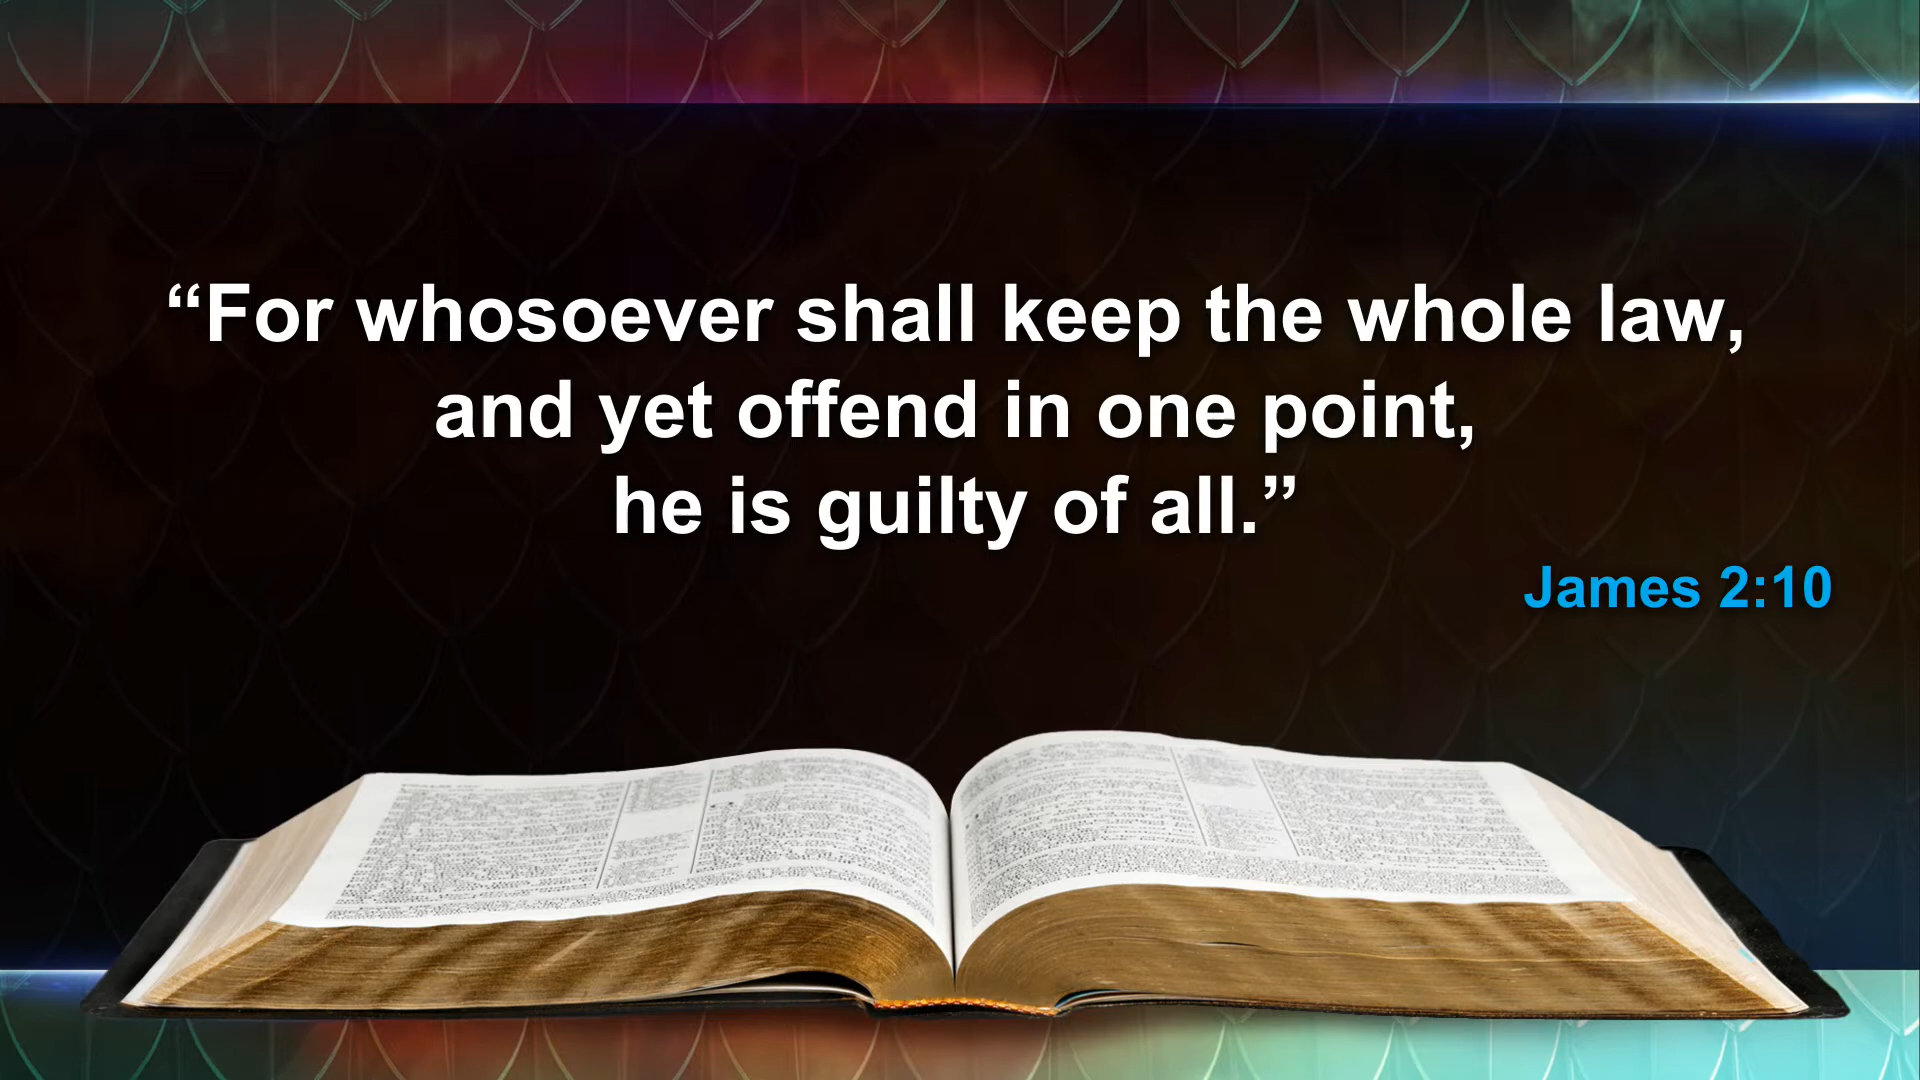 “For whosoever shall keep the whole law,
and yet offend in one point,
he is guilty of all.”
James 2:10